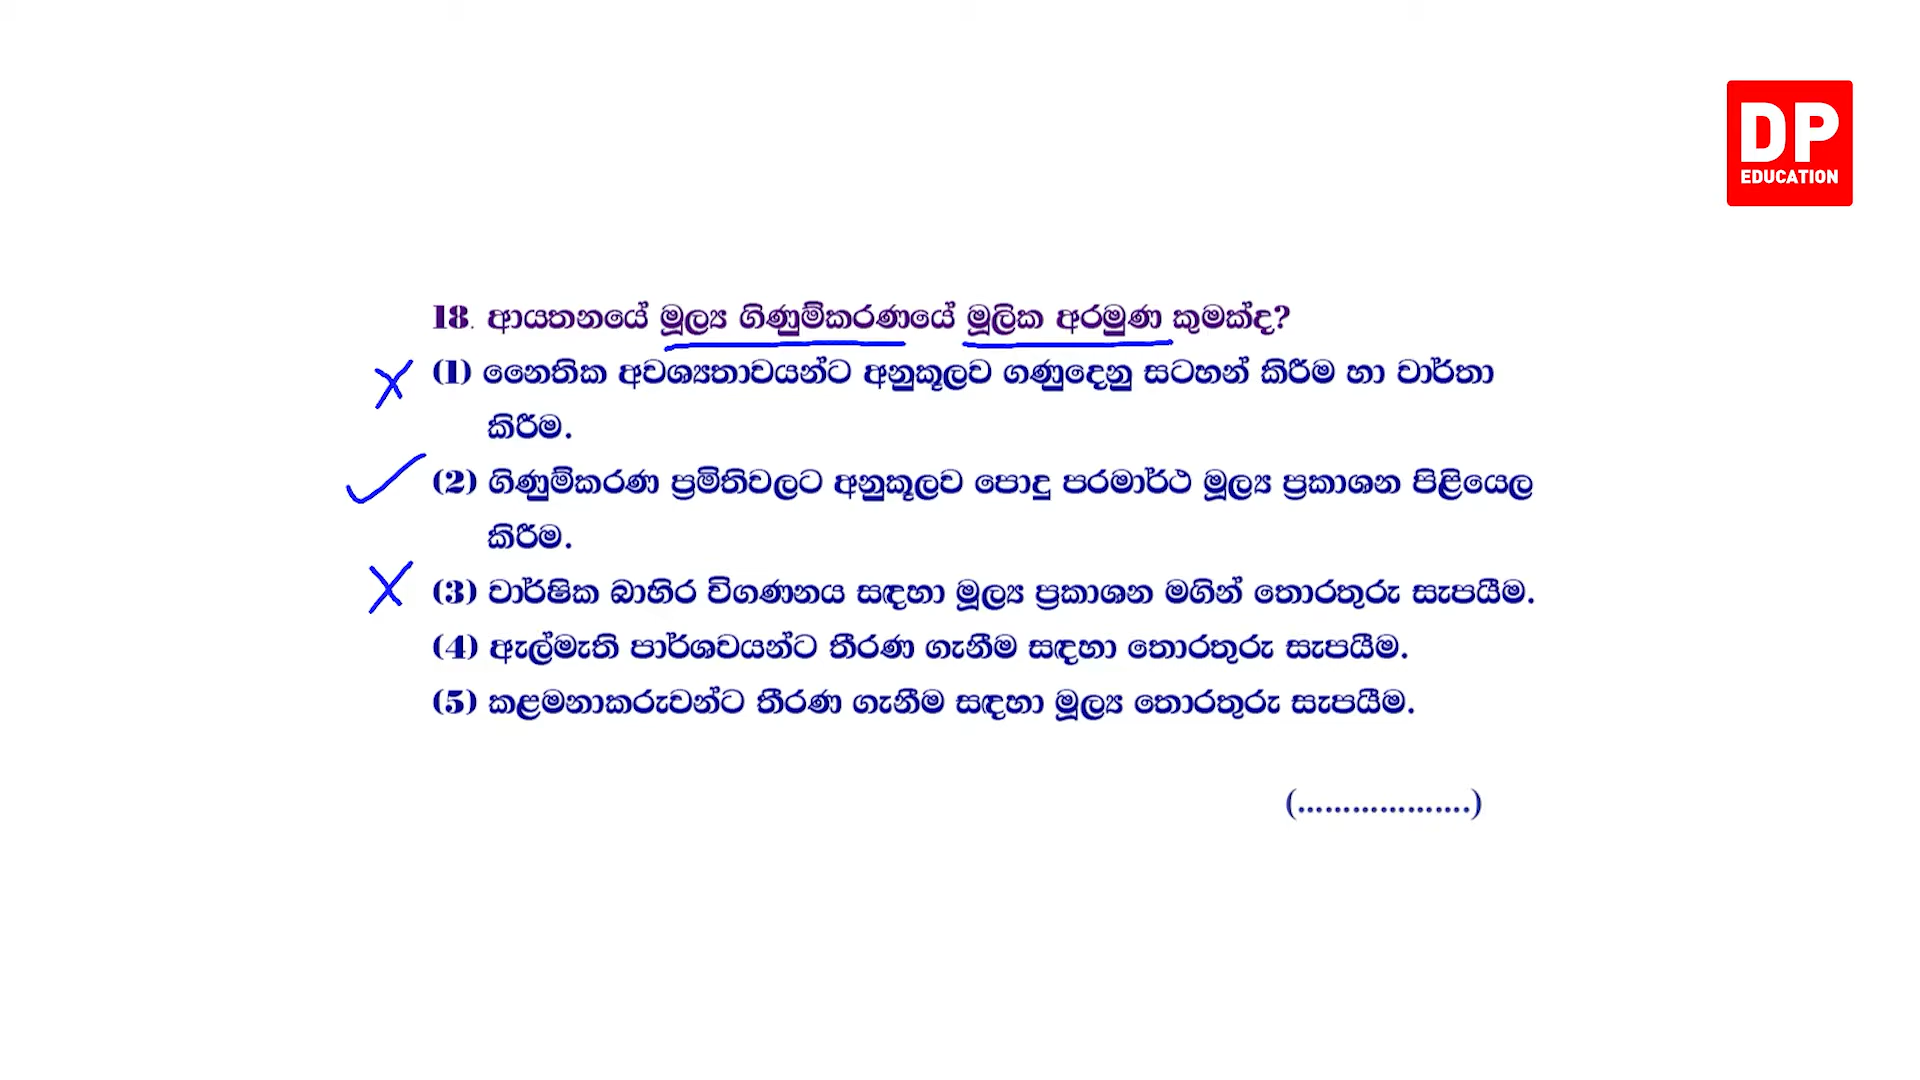 DP
EDUCATION
18. ආයතනයේ මූල්‍ය ගිණුම්කරණයේ මූලික අරමුණ කුමක්ද?
(1) නෛතික අවශ්‍යතාවයන්ට අනුකූලව ගණුදෙනු සටහන් කිරීම හා වාර්තා
කිරීම.
(2) ගිණුම්කරණ ප්‍රමිතිවලට අනුකූලව පොදු පරමාර්ථ මූල්‍ය ප්‍රකාශන පිළියෙල
කිරීම.
(3) වාර්ෂික බාහිර විගණනය සඳහා මූල්‍ය ප්‍රකාශන මගින් තොරතුරු සැපයීම.
(4) ඇල්මැති පාර්ශවයන්ට තීරණ ගැනීම සඳහා තොරතුරු සැපයීම.
(5) කළමනාකරුවන්ට තීරණ ගැනීම සඳහා මූල්‍ය තොරතුරු සැපයීම.
(...................)